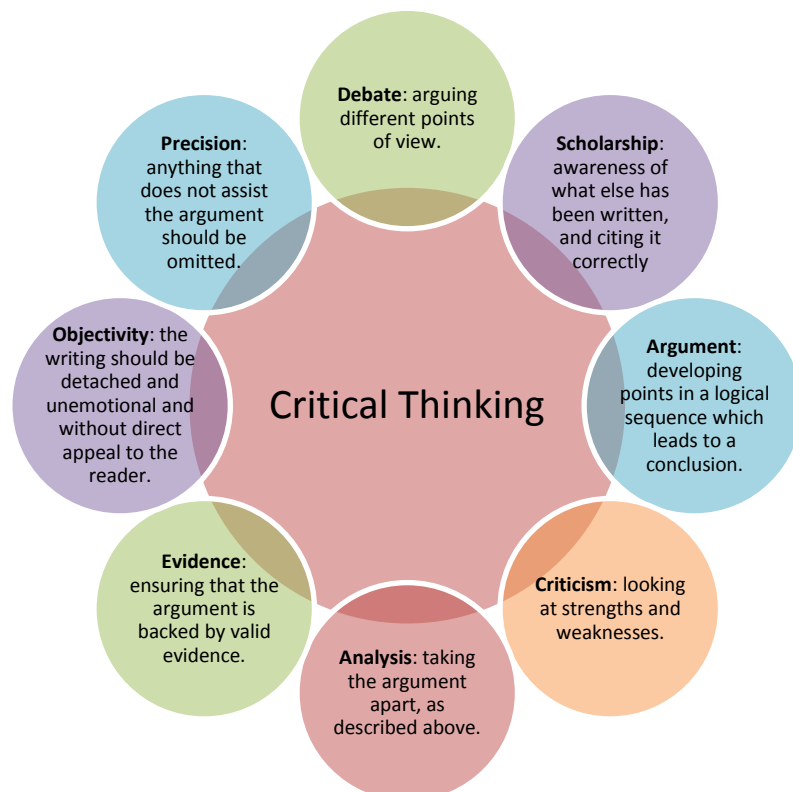 Debate: arguing
different points
of view.
Scholarship:
awareness of
what else has
been written,
and citing it
correctly
Argument:
developing
points in a logical
sequence which
leads to a
conclusion.
Criticism: looking
at strengths and
weaknesses.
Analysis: taking
the argument
apart, as
described above.
Evidence:
ensuring that the
argument is
backed by valid
evidence.
Objectivity: the
writing should be
detached and
unemotional and
without direct
appeal to the
reader.
Precision:
anything that
does not assist
the argument
should be
omitted.
Critical Thinking